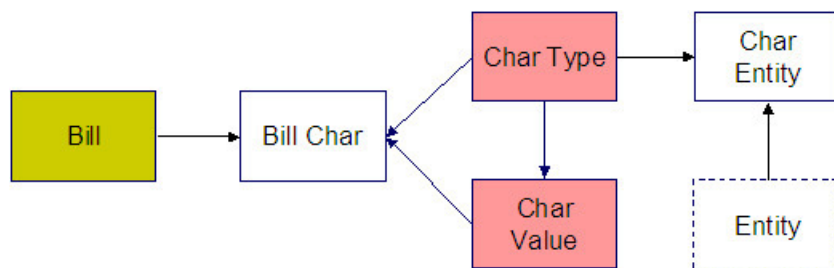 Char Type
Char
Entity
Bill
Bill Char
Char
Value
Entity